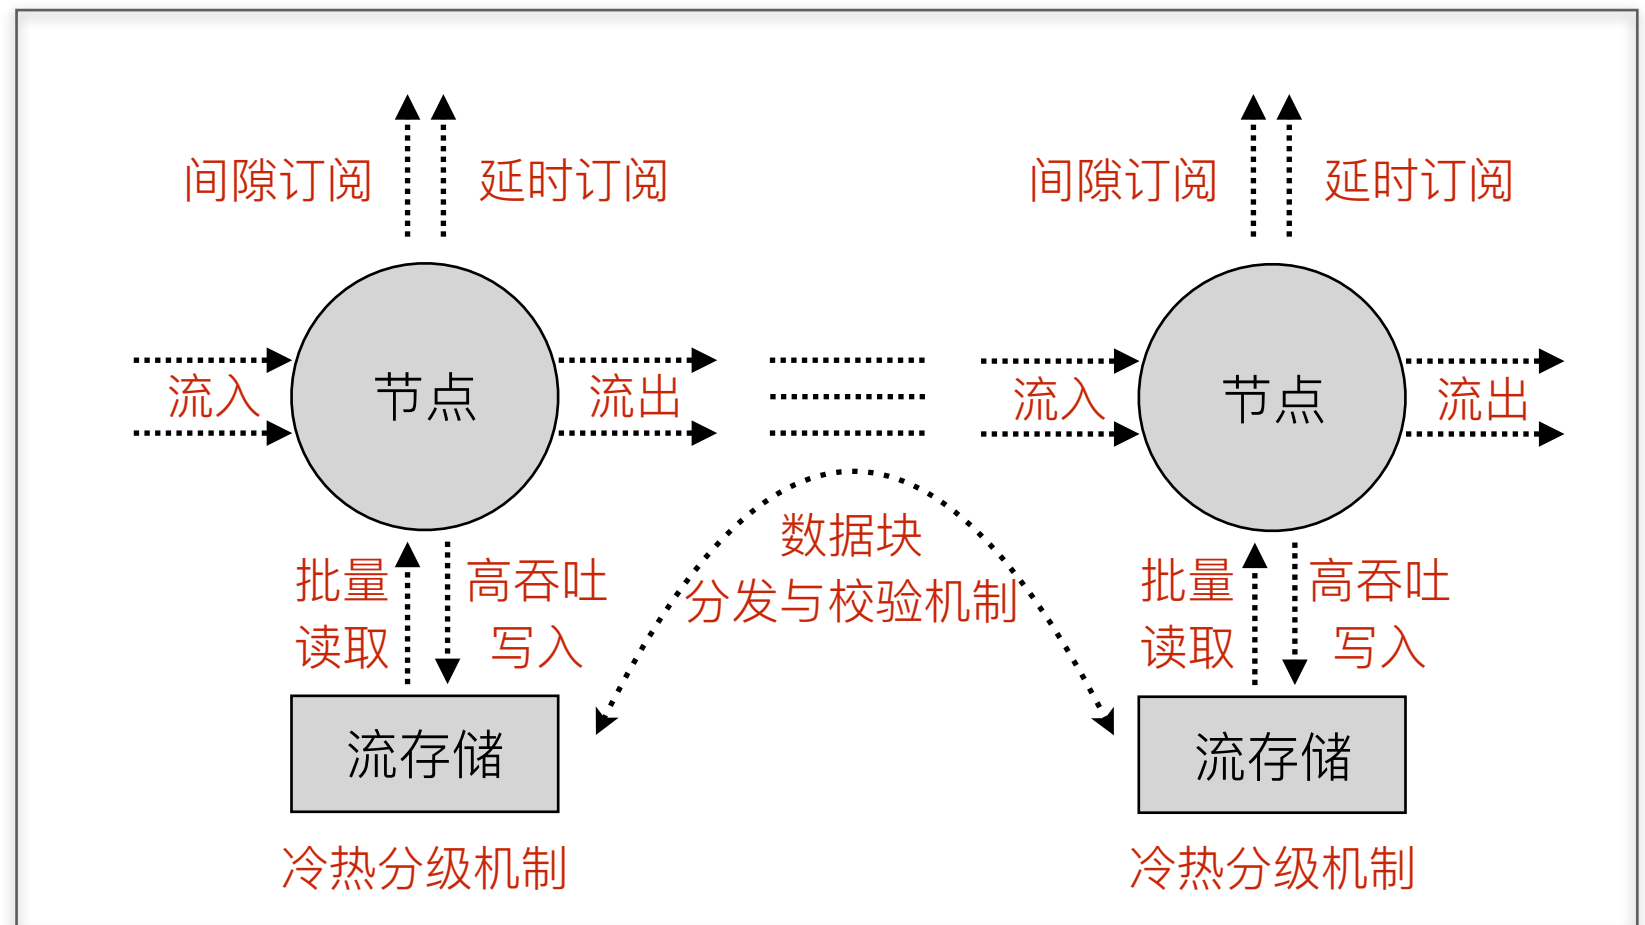 间隙订阅 延时订阅 间隙订阅 延时订阅
流入 节点 流出 流入 节点 流出
数据块
分发与校验机制
批量 高吞吐 批量 高吞吐
读取 写入 读取 写入
流存储 流存储
冷热分级机制 冷热分级机制